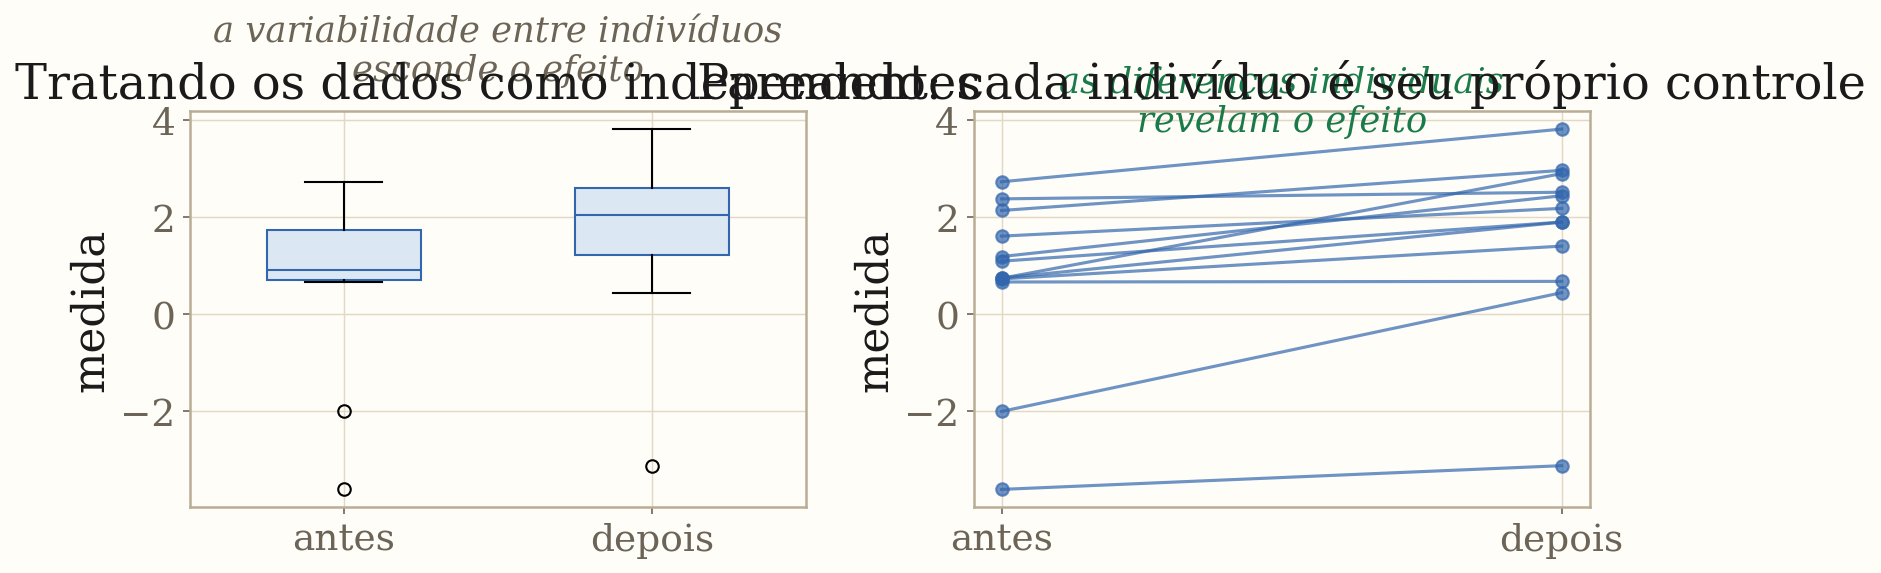 a variabilidade entre indivíduos
esconde o efeito
Tratando os dados como independentes
4
2
0
−2
medida
antes
depois
Pareando: cada indivíduo é seu próprio controle
as diferenças individuais
revelam o efeito
4
2
0
−2
medida
antes
depois